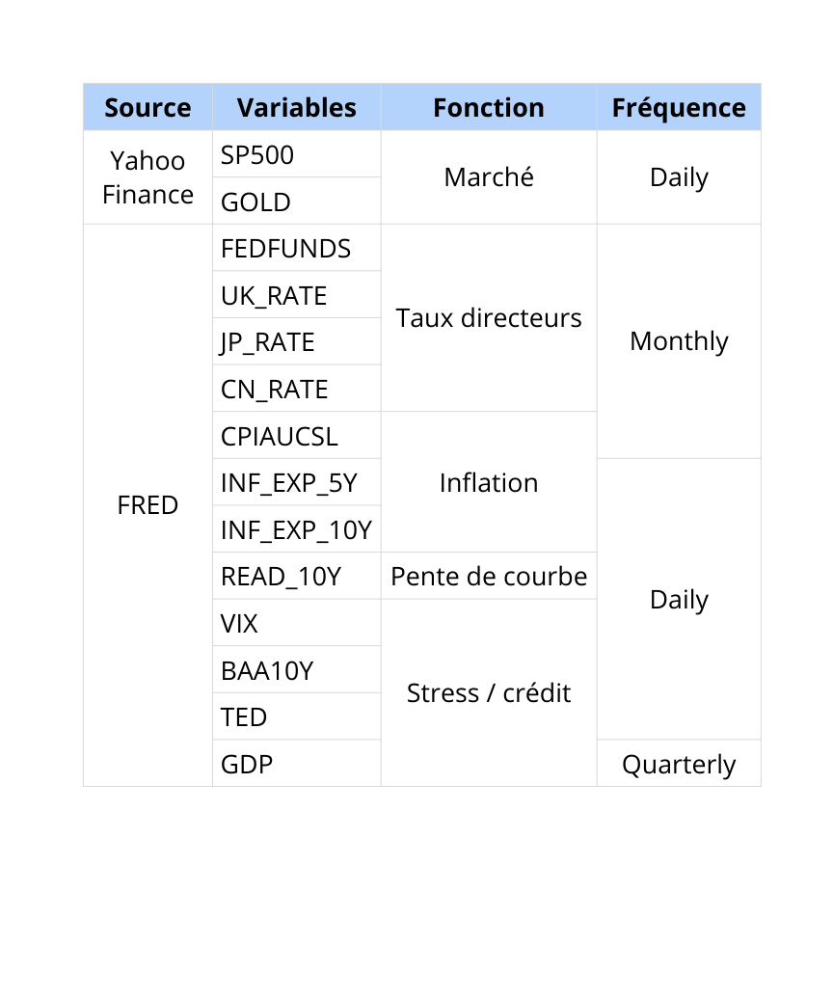 Source Variables Fonction Fréquence
Yahoo
Finance
SP500
Marché
Daily
GOLD
FRED
FEDFUNDS
Taux directeurs
Monthly
UK_RATE
JP_RATE
CN_RATE
CPIAUCSL
Inflation
INF_EXP_5Y
Daily
INF_EXP_10Y
READ_10Y
Pente de courbe
VIX
Stress / crédit
BAA10Y
TED
GDP
Quarterly